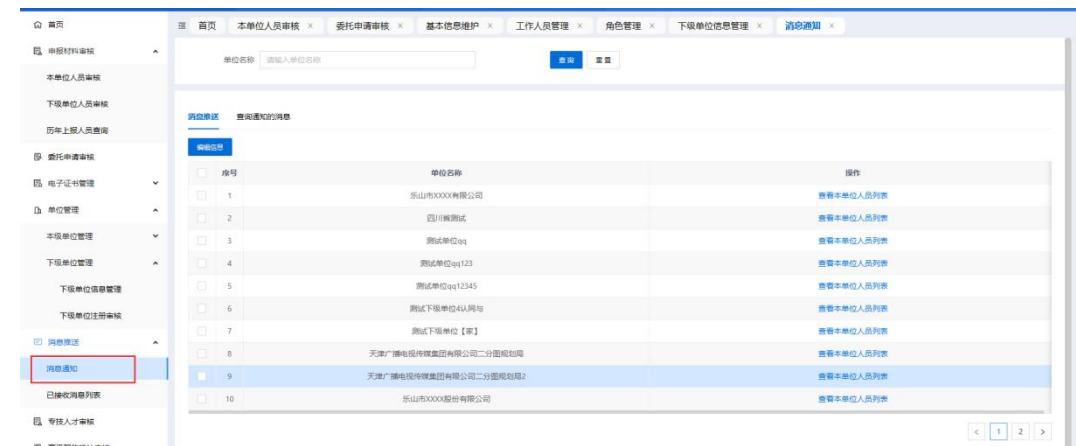 首页
申报材料审核
本单位人员审核
下级单位人员审核
历年上报人员查询
委托申请审核
电子证书管理
单位管理
本级单位管理
下级单位管理
下级单位信息管理
下级单位注册审核
消息推送
消息通知
已接收消息列表
专技人才审核
首页 本单位人员审核 × 委托申请审核 × 基本信息维护 × 工作人员管理 × 角色管理 × 下级单位信息管理 × 消息通知 ×
单位名称 请输入单位名称 查询 重置
消息推送 查询通知的消息
编辑信息
序号 单位名称 操作
1 乐山市XXXX有限公司 查看本单位人员列表
2 四川省测试 查看本单位人员列表
3 测试单位qq 查看本单位人员列表
4 测试单位qq123 查看本单位人员列表
5 测试单位qq12345 查看本单位人员列表
6 测试下级单位4认同与 查看本单位人员列表
7 测试下级单位【家】 查看本单位人员列表
8 天津广播电视传媒集团有限公司二分图规划局 查看本单位人员列表
9 天津广播电视传媒集团有限公司二分图规划局2 查看本单位人员列表
10 乐山市XXXX股份有限公司 查看本单位人员列表
< 1 2 >